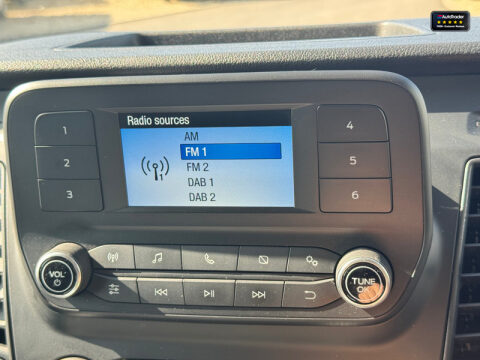 AutoTrader
Radio sources
AM
FM 1
FM 2
DAB 1
DAB 2
1
1
2
3
4
5
6
VOL
TUNE
OK